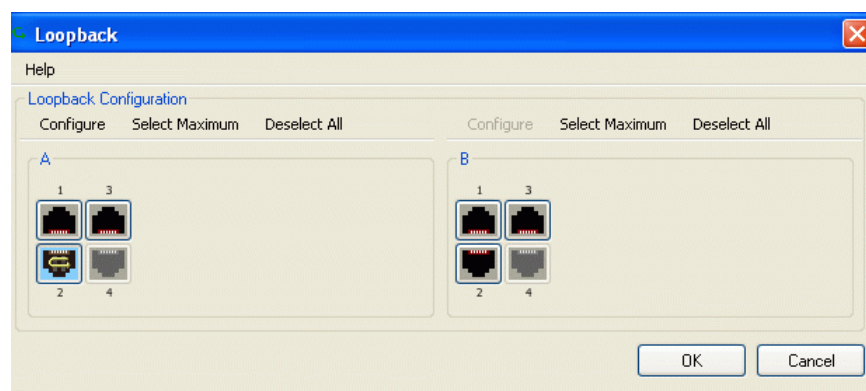 Loopback
Help
Loopback Configuration
Configure Select Maximum Deselect All
Configure Select Maximum Deselect All
A
1 3
2 4
B
1 3
2 4
OK Cancel